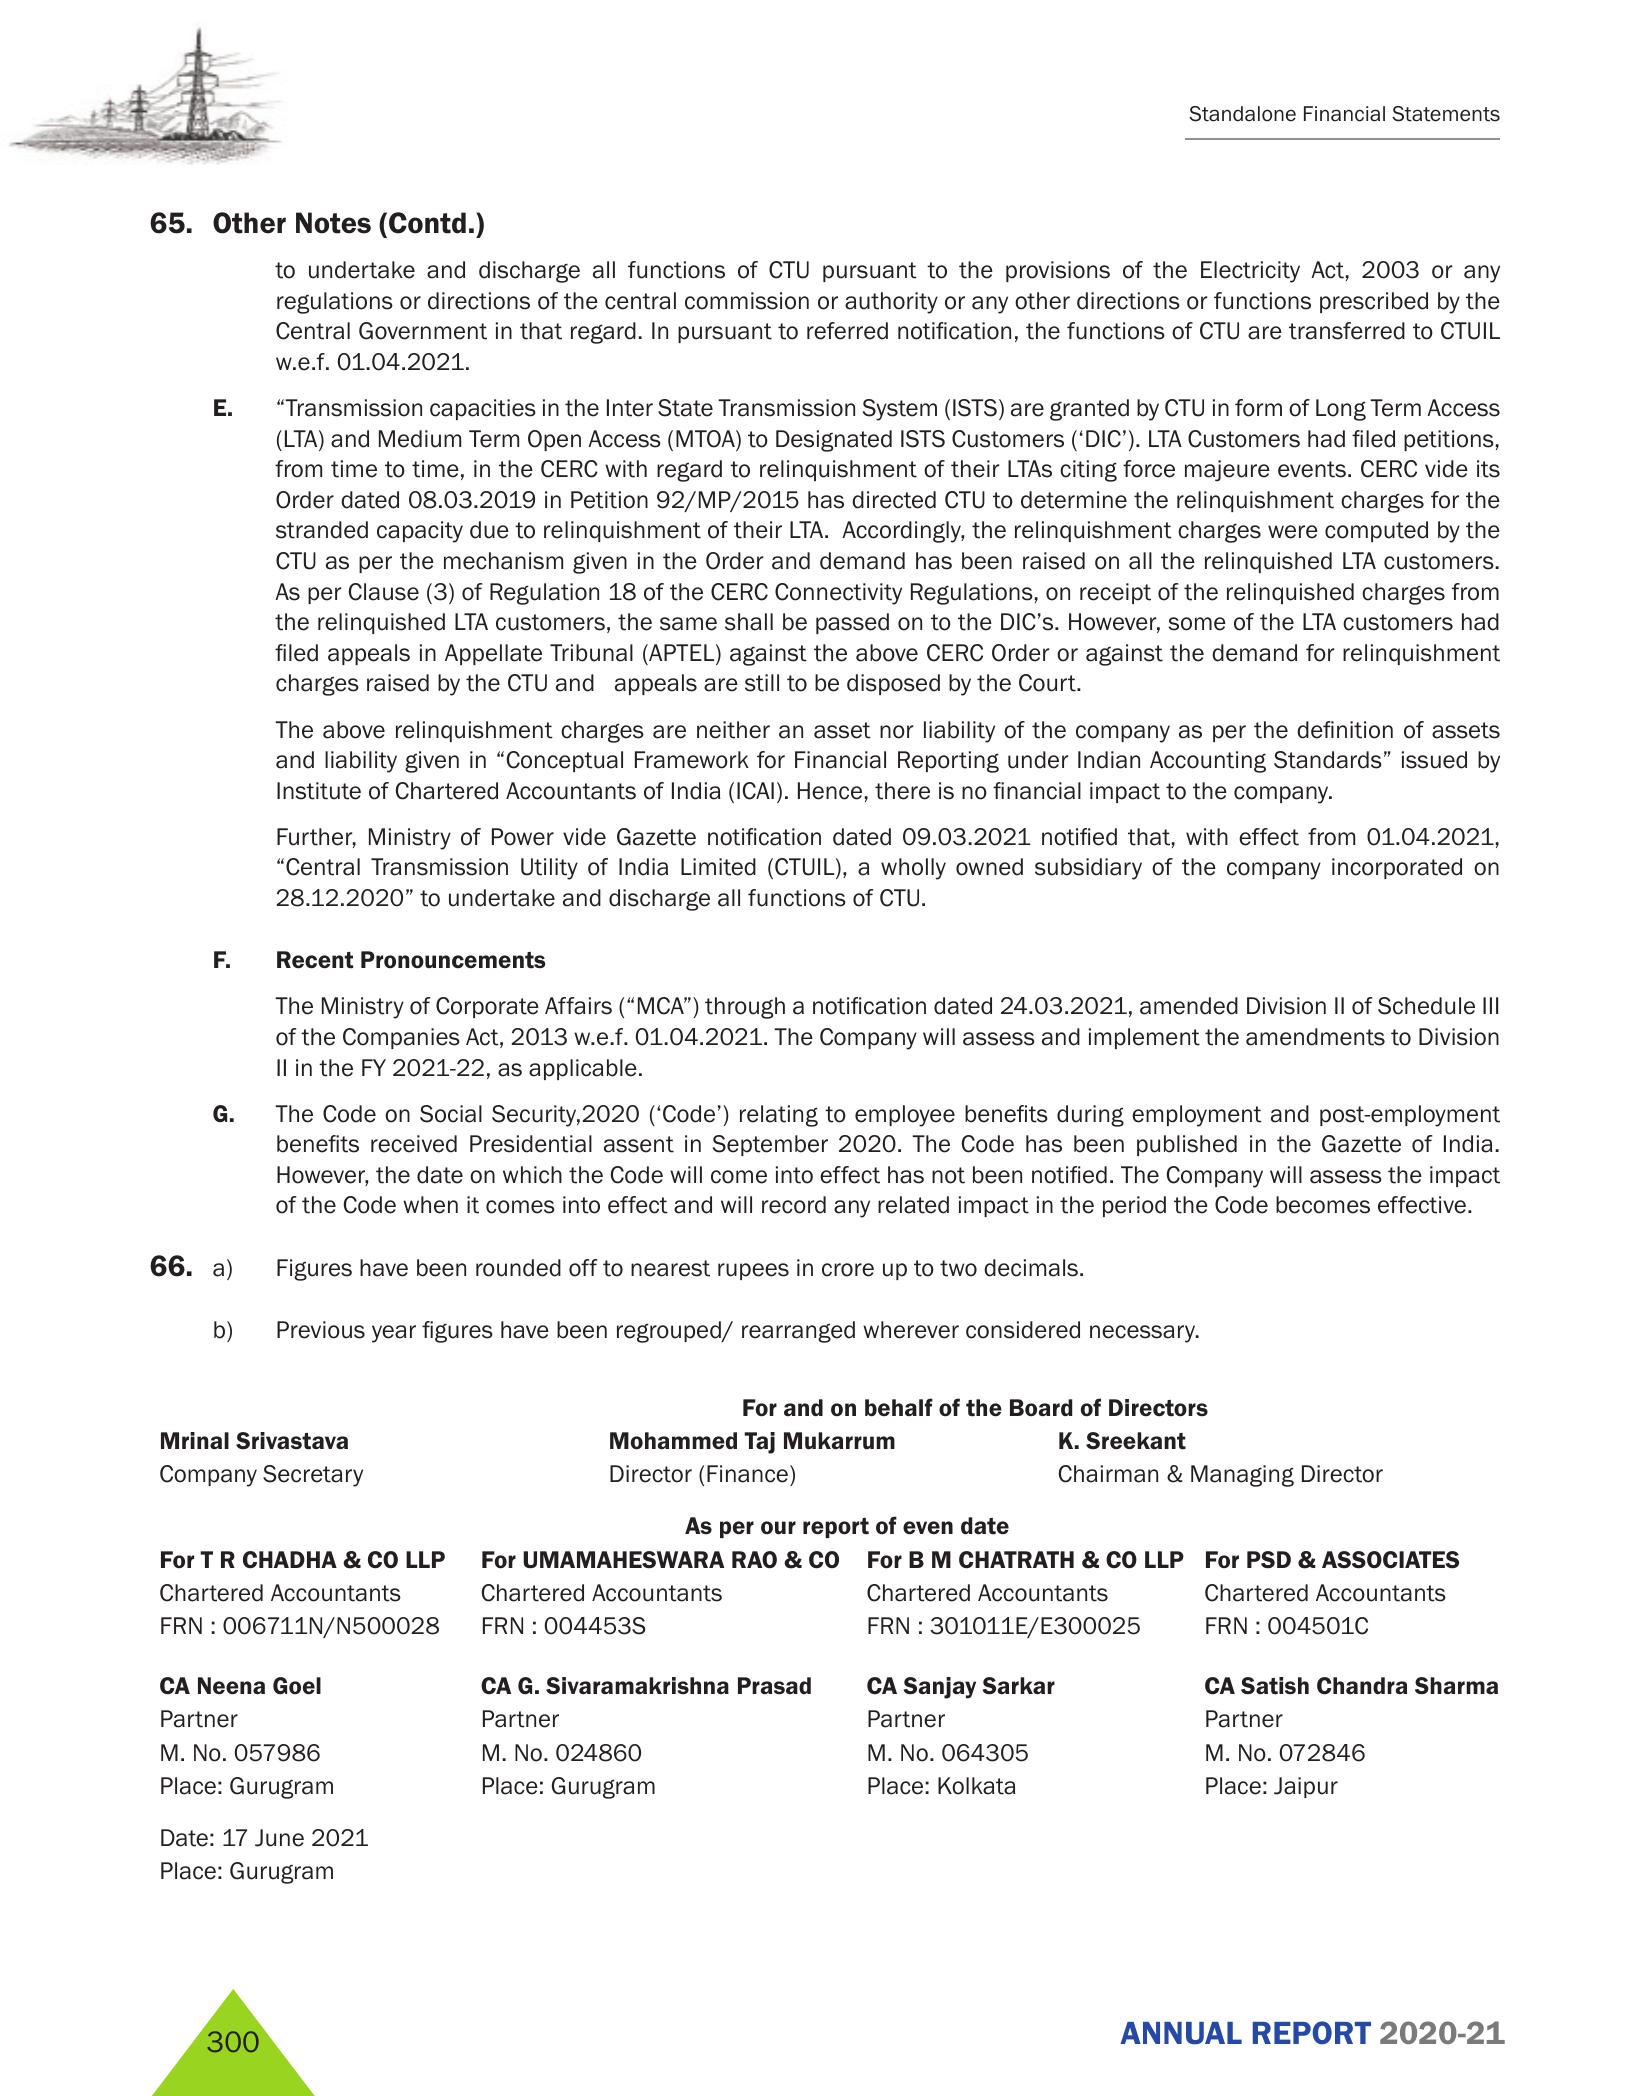 Standalone Financial Statements
65. Other Notes (Contd.)
to undertake and discharge all functions of CTU pursuant to the provisions of the Electricity Act, 2003 or any
regulations or directions of the central commission or authority or any other directions or functions prescribed by the
Central Government in that regard. In pursuant to referred notification, the functions of CTU are transferred to CTUIL
w.e.f. 01.04.2021.
E. “Transmission capacities in the Inter State Transmission System (ISTS) are granted by CTU in form of Long Term Access
(LTA) and Medium Term Open Access (MTOA) to Designated ISTS Customers (‘DIC’). LTA Customers had filed petitions,
from time to time, in the CERC with regard to relinquishment of their LTAs citing force majeure events. CERC vide its
Order dated 08.03.2019 in Petition 92/MP/2015 has directed CTU to determine the relinquishment charges for the
stranded capacity due to relinquishment of their LTA. Accordingly, the relinquishment charges were computed by the
CTU as per the mechanism given in the Order and demand has been raised on all the relinquished LTA customers.
As per Clause (3) of Regulation 18 of the CERC Connectivity Regulations, on receipt of the relinquished charges from
the relinquished LTA customers, the same shall be passed on to the DIC’s. However, some of the LTA customers had
filed appeals in Appellate Tribunal (APTEL) against the above CERC Order or against the demand for relinquishment
charges raised by the CTU and appeals are still to be disposed by the Court.
The above relinquishment charges are neither an asset nor liability of the company as per the definition of assets
and liability given in “Conceptual Framework for Financial Reporting under Indian Accounting Standards” issued by
Institute of Chartered Accountants of India (ICAI). Hence, there is no financial impact to the company.
Further, Ministry of Power vide Gazette notification dated 09.03.2021 notified that, with effect from 01.04.2021,
“Central Transmission Utility of India Limited (CTUIL), a wholly owned subsidiary of the company incorporated on
28.12.2020” to undertake and discharge all functions of CTU.
F. Recent Pronouncements
The Ministry of Corporate Affairs (“MCA”) through a notification dated 24.03.2021, amended Division II of Schedule III
of the Companies Act, 2013 w.e.f. 01.04.2021. The Company will assess and implement the amendments to Division
II in the FY 2021-22, as applicable.
G. The Code on Social Security,2020 (‘Code’) relating to employee benefits during employment and post-employment
benefits received Presidential assent in September 2020. The Code has been published in the Gazette of India.
However, the date on which the Code will come into effect has not been notified. The Company will assess the impact
of the Code when it comes into effect and will record any related impact in the period the Code becomes effective.
66. a) Figures have been rounded off to nearest rupees in crore up to two decimals.
b) Previous year figures have been regrouped/ rearranged wherever considered necessary.
For and on behalf of the Board of Directors
Mrinal Srivastava Mohammed Taj Mukarrum K. Sreekant
Company Secretary Director (Finance) Chairman & Managing Director
As per our report of even date
For T R CHADHA & CO LLP For UMAMAHESWARA RAO & CO For B M CHATRATH & CO LLP For PSD & ASSOCIATES
Chartered Accountants Chartered Accountants Chartered Accountants Chartered Accountants
FRN : 006711N/N500028 FRN : 004453S FRN : 301011E/E300025 FRN : 004501C
CA Neena Goel CA G. Sivaramakrishna Prasad CA Sanjay Sarkar CA Satish Chandra Sharma
Partner Partner Partner Partner
M. No. 057986 M. No. 024860 M. No. 064305 M. No. 072846
Place: Gurugram Place: Gurugram Place: Kolkata Place: Jaipur
Date: 17 June 2021
Place: Gurugram
300
ANNUAL REPORT 2020-21